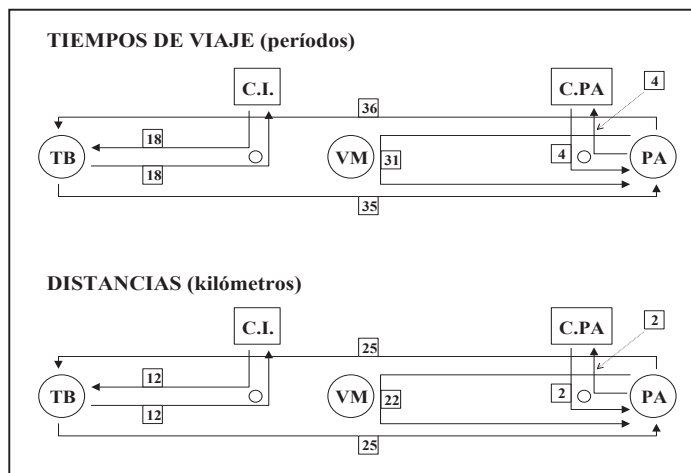 TIEMPOS DE VIAJE (períodos)
C.I. C.PA 4
36
18
TB VM 31 4 PA
18
35
DISTANCIAS (kilómetros)
C.I. C.PA 2
25
12
TB VM 22 2 PA
12
25